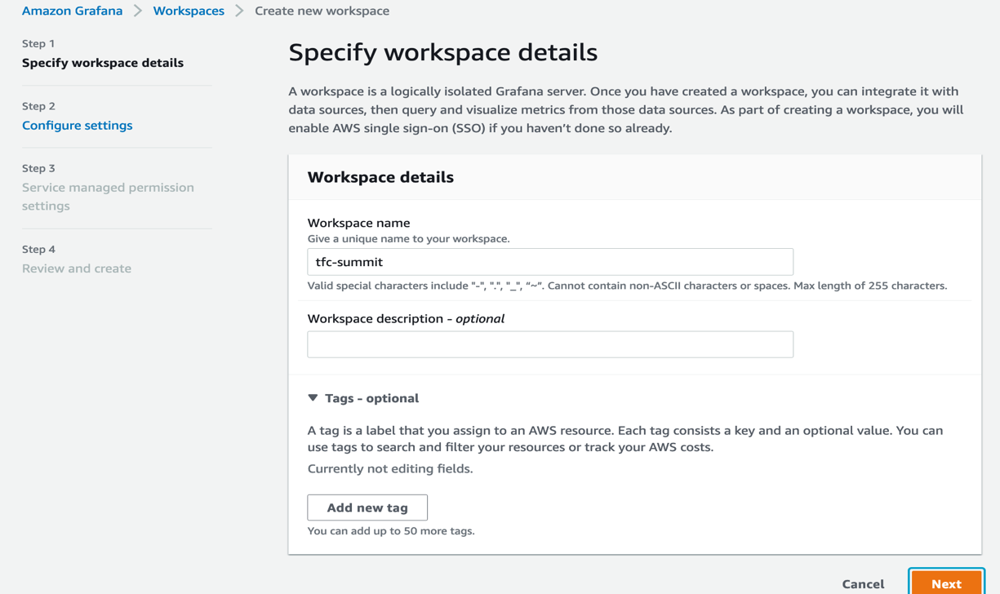 Amazon Grafana > Workspaces > Create new workspace
Step 1
Specify workspace details
Step 2
Configure settings
Step 3
Service managed permission
settings
Step 4
Review and create
Specify workspace details
A workspace is a logically isolated Grafana server. Once you have created a workspace, you can integrate it with
data sources, then query and visualize metrics from those data sources. As part of creating a workspace, you will
enable AWS single sign-on (SSO) if you haven’t done so already.
Workspace details
Workspace name
Give a unique name to your workspace.
tfc-summit
Valid special characters include "-", ".", "_", “~”. Cannot contain non-ASCII characters or spaces. Max length of 255 characters.
Workspace description - optional
Tags - optional
A tag is a label that you assign to an AWS resource. Each tag consists a key and an optional value. You can
use tags to search and filter your resources or track your AWS costs.
Currently not editing fields.
Add new tag
You can add up to 50 more tags.
Cancel Next